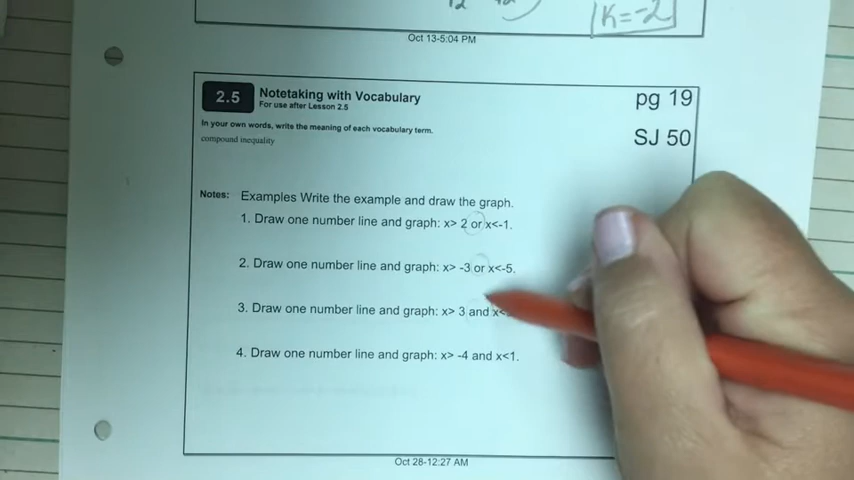 K=-2
Oct 13-5:04 PM
2.5 Notetaking with Vocabulary pg 19
For use after Lesson 2.5
SJ 50
In your own words, write the meaning of each vocabulary term.
compound inequality
Notes: Examples Write the example and draw the graph.
1. Draw one number line and graph: x> 2 or x<-1.
2. Draw one number line and graph: x> -3 or x<-5.
3. Draw one number line and graph: x> 3 and x<
4. Draw one number line and graph: x> -4 and x<1.
Oct 28-12:27 AM